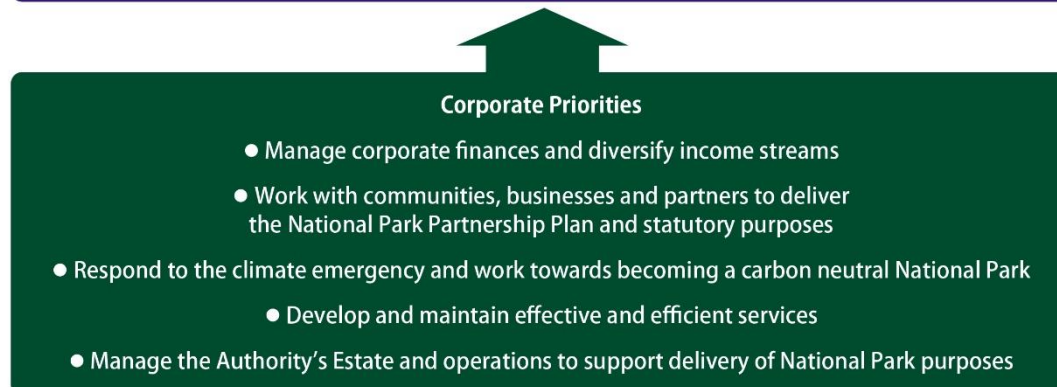 Corporate Priorities
● Manage corporate finances and diversify income streams
● Work with communities, businesses and partners to deliver
the National Park Partnership Plan and statutory purposes
● Respond to the climate emergency and work towards becoming a carbon neutral National Park
● Develop and maintain effective and efficient services
● Manage the Authority’s Estate and operations to support delivery of National Park purposes